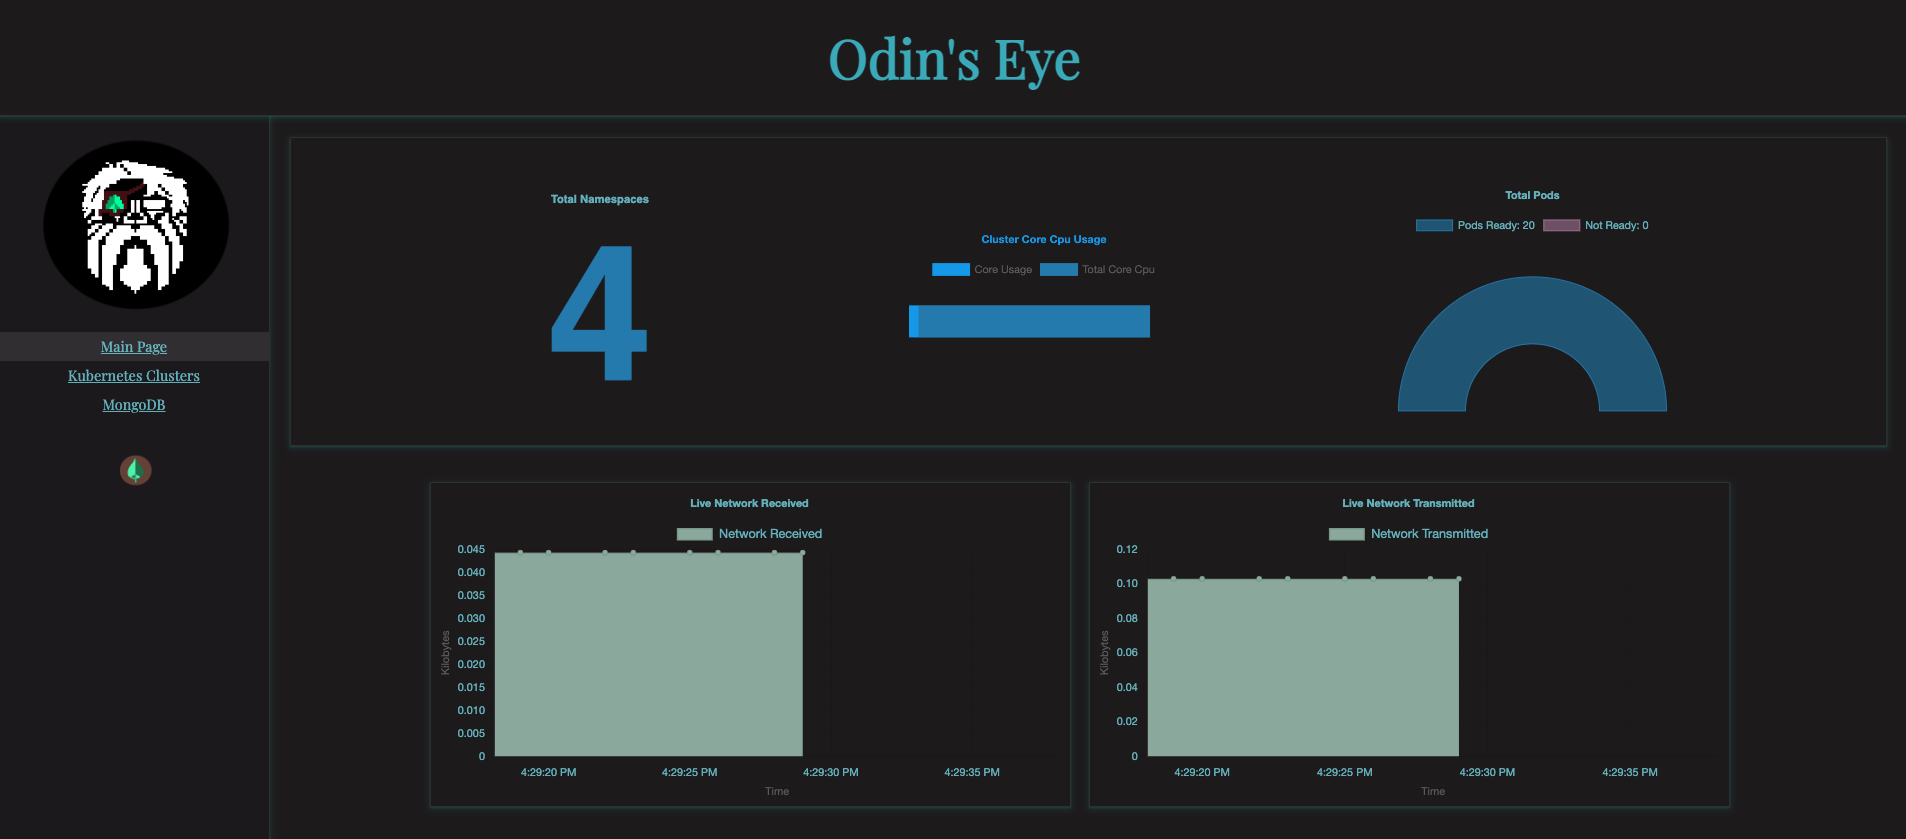 Odin's Eye
Main Page
Kubernetes Clusters
MongoDB
Total Namespaces
4
Cluster Core Cpu Usage
Core Usage Total Core Cpu
Total Pods
Pods Ready: 20 Not Ready: 0
Live Network Received
Network Received
Kilobytes
0.045
0.040
0.035
0.030
0.025
0.020
0.015
0.010
0.005
0
4:29:20 PM 4:29:25 PM 4:29:30 PM 4:29:35 PM
Time
Live Network Transmitted
Network Transmitted
Kilobytes
0.12
0.10
0.08
0.06
0.04
0.02
0
4:29:20 PM 4:29:25 PM 4:29:30 PM 4:29:35 PM
Time